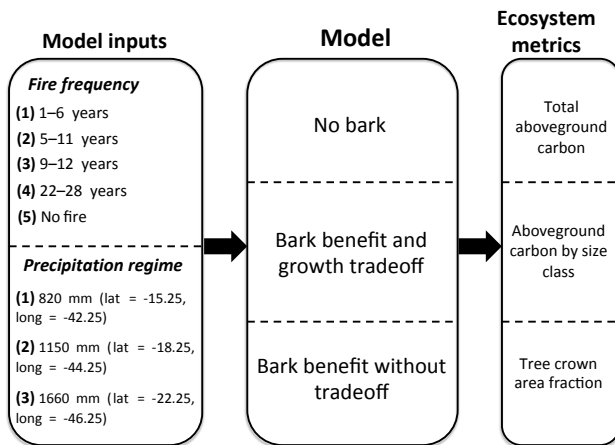 Model inputs
Fire frequency
(1) 1–6 years
(2) 5–11 years
(3) 9–12 years
(4) 22–28 years
(5) No fire
Precipitation regime
(1) 820 mm (lat = -15.25,
long = -42.25)
(2) 1150 mm (lat = -18.25,
long = -44.25)
(3) 1660 mm (lat = -22.25,
long = -46.25)
Model
No bark
Bark benefit and
growth tradeoff
Bark benefit without
tradeoff
Ecosystem
metrics
Total
aboveground
carbon
Aboveground
carbon by size
class
Tree crown
area fraction